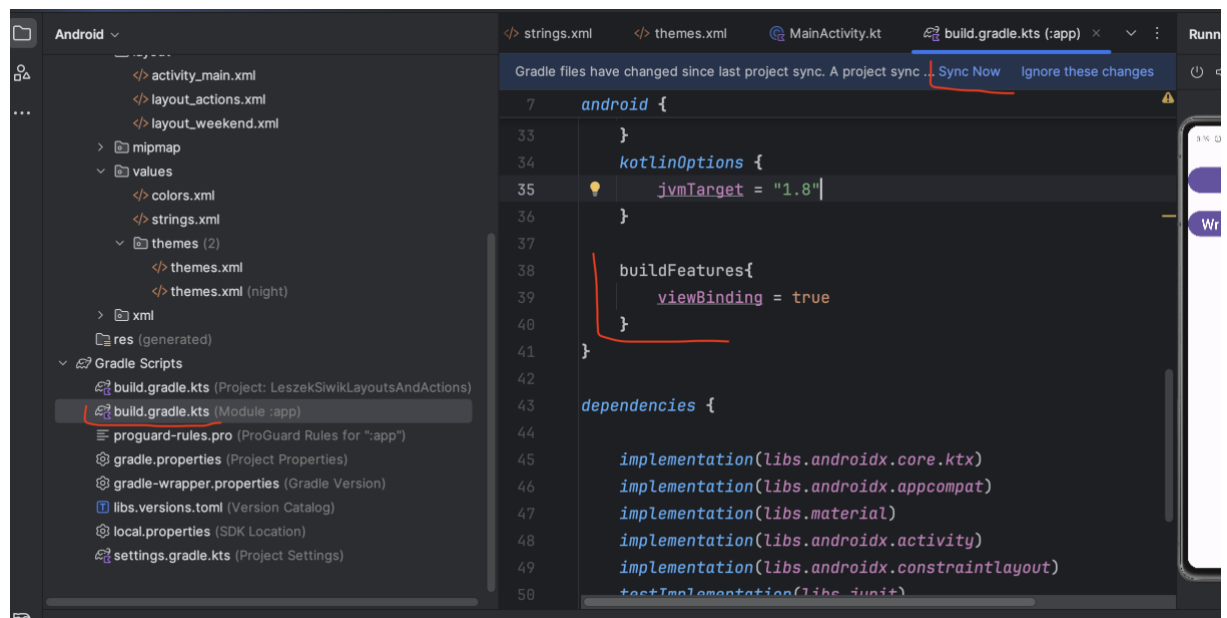 Android
activity_main.xml
layout_actions.xml
layout_weekend.xml
mipmap
values
colors.xml
strings.xml
themes (2)
themes.xml
themes.xml (night)
xml
res (generated)
Gradle Scripts
build.gradle.kts (Project: LeszekSiwikLayoutsAndActions)
build.gradle.kts (Module :app)
proguard-rules.pro (ProGuard Rules for ":app")
gradle.properties (Project Properties)
gradle-wrapper.properties (Gradle Version)
libs.versions.toml (Version Catalog)
local.properties (SDK Location)
settings.gradle.kts (Project Settings)
strings.xml themes.xml MainActivity.kt build.gradle.kts (:app)
Gradle files have changed since last project sync. A project sync ... Sync Now Ignore these changes
7 android {
33 }
34 kotlinOptions {
35 jvmTarget = "1.8"
36 }
37
38 buildFeatures{
39 viewBinding = true
40 }
41 }
42
43 dependencies {
44
45 implementation(libs.androidx.core.ktx)
46 implementation(libs.androidx.appcompat)
47 implementation(libs.material)
48 implementation(libs.androidx.activity)
49 implementation(libs.androidx.constraintlayout)
50 testImplementation(libs.junit)
Runn
Wr